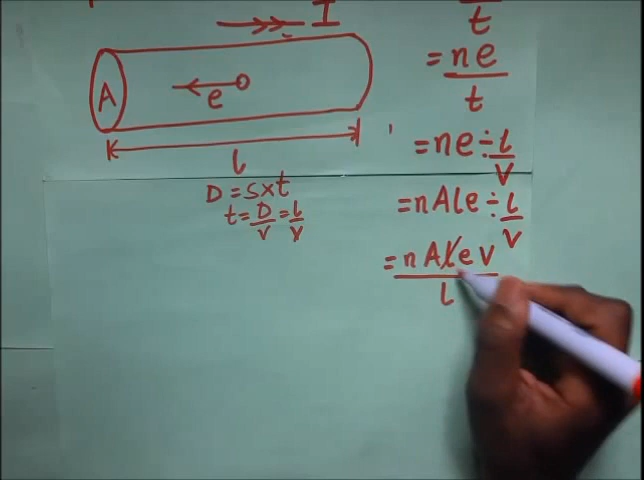 I
t
= ne
t
A
e
= ne ÷ l
v
l
D = s×t
t = D = l
v v
= nAle ÷ l
v
= nAlev
l